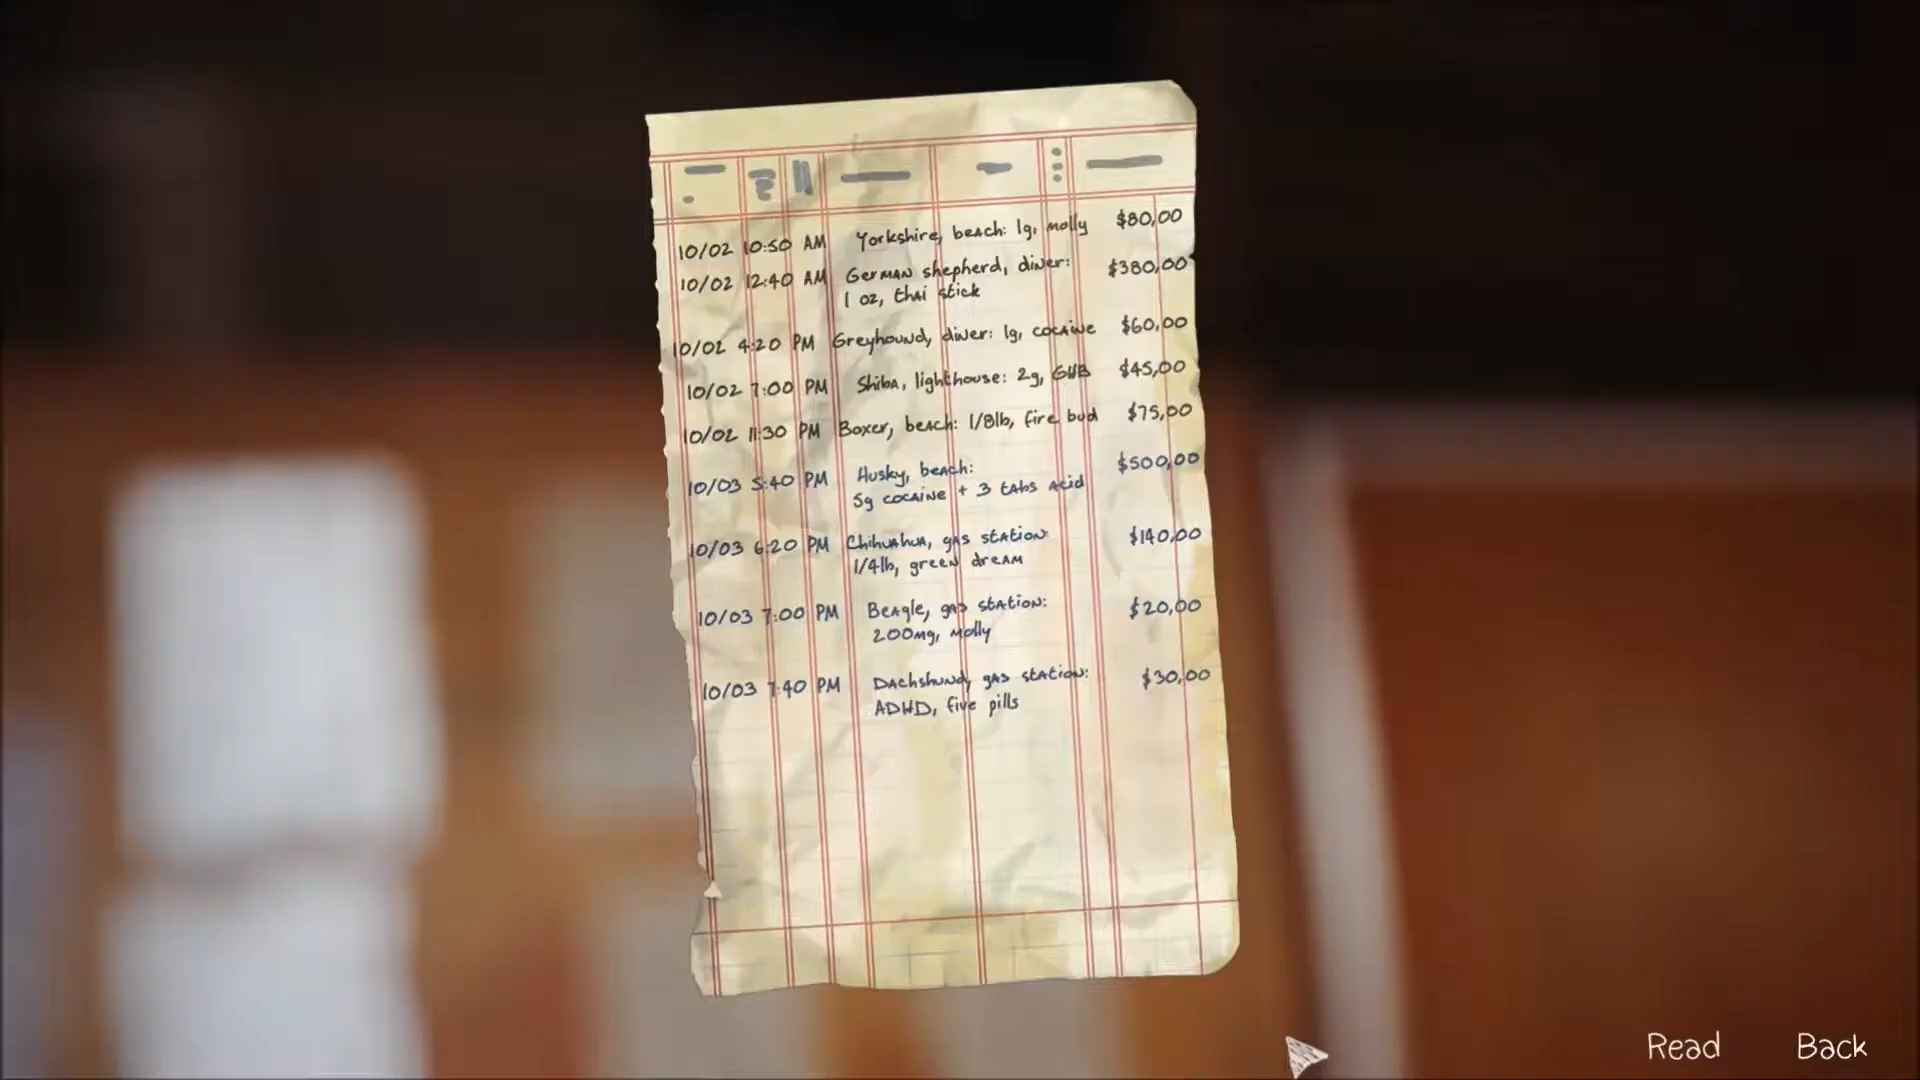 10/02 10:50 AM Yorkshire, beach: 1g, molly $80,00
10/02 12:40 AM German shepherd, diner: $380,00
1 oz, thai stick
10/02 4:20 PM Greyhound, diner: 1g, cocaine $60,00
10/02 7:00 PM Shiba, lighthouse: 2g, GHB $45,00
10/02 11:30 PM Boxer, beach: 1/8lb, fire bud $75,00
10/03 5:40 PM Husky, beach: $500,00
5g cocaine + 3 tabs acid
10/03 6:20 PM Chihuahua, gas station: $140,00
1/4lb, green dream
10/03 7:00 PM Beagle, gas station: $20,00
200mg, molly
10/03 7:40 PM Dachshund, gas station: $30,00
ADHD, five pills
Read Back